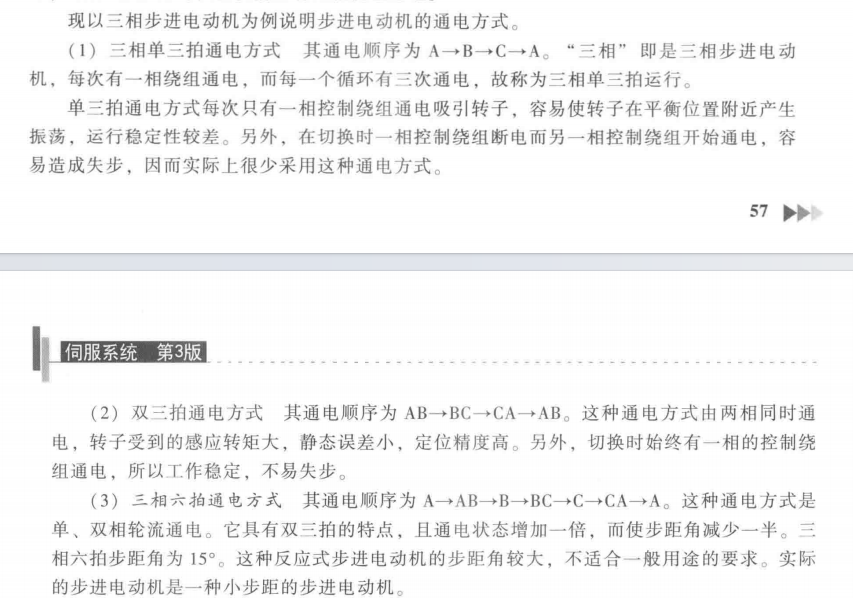 现以三相步进电动机为例说明步进电动机的通电方式。
（1）三相单三拍通电方式　其通电顺序为 A→B→C→A。“三相”即是三相步进电动
机，每次有一相绕组通电，而每一个循环有三次通电，故称为三相单三拍运行。
单三拍通电方式每次只有一相控制绕组通电吸引转子，容易使转子在平衡位置附近产生
振荡，运行稳定性较差。另外，在切换时一相控制绕组断电而另一相控制绕组开始通电，容
易造成失步，因而实际上很少采用这种通电方式。
57
伺服系统　第3版
（2）双三拍通电方式　其通电顺序为 AB→BC→CA→AB。这种通电方式由两相同时通
电，转子受到的感应转矩大，静态误差小，定位精度高。另外，切换时始终有一相的控制绕
组通电，所以工作稳定，不易失步。
（3）三相六拍通电方式　其通电顺序为 A→AB→B→BC→C→CA→A。这种通电方式是
单、双相轮流通电。它具有双三拍的特点，且通电状态增加一倍，而使步距角减少一半。三
相六拍步距角为 15°。这种反应式步进电动机的步距角较大，不适合一般用途的要求。实际
的步进电动机是一种小步距的步进电动机。